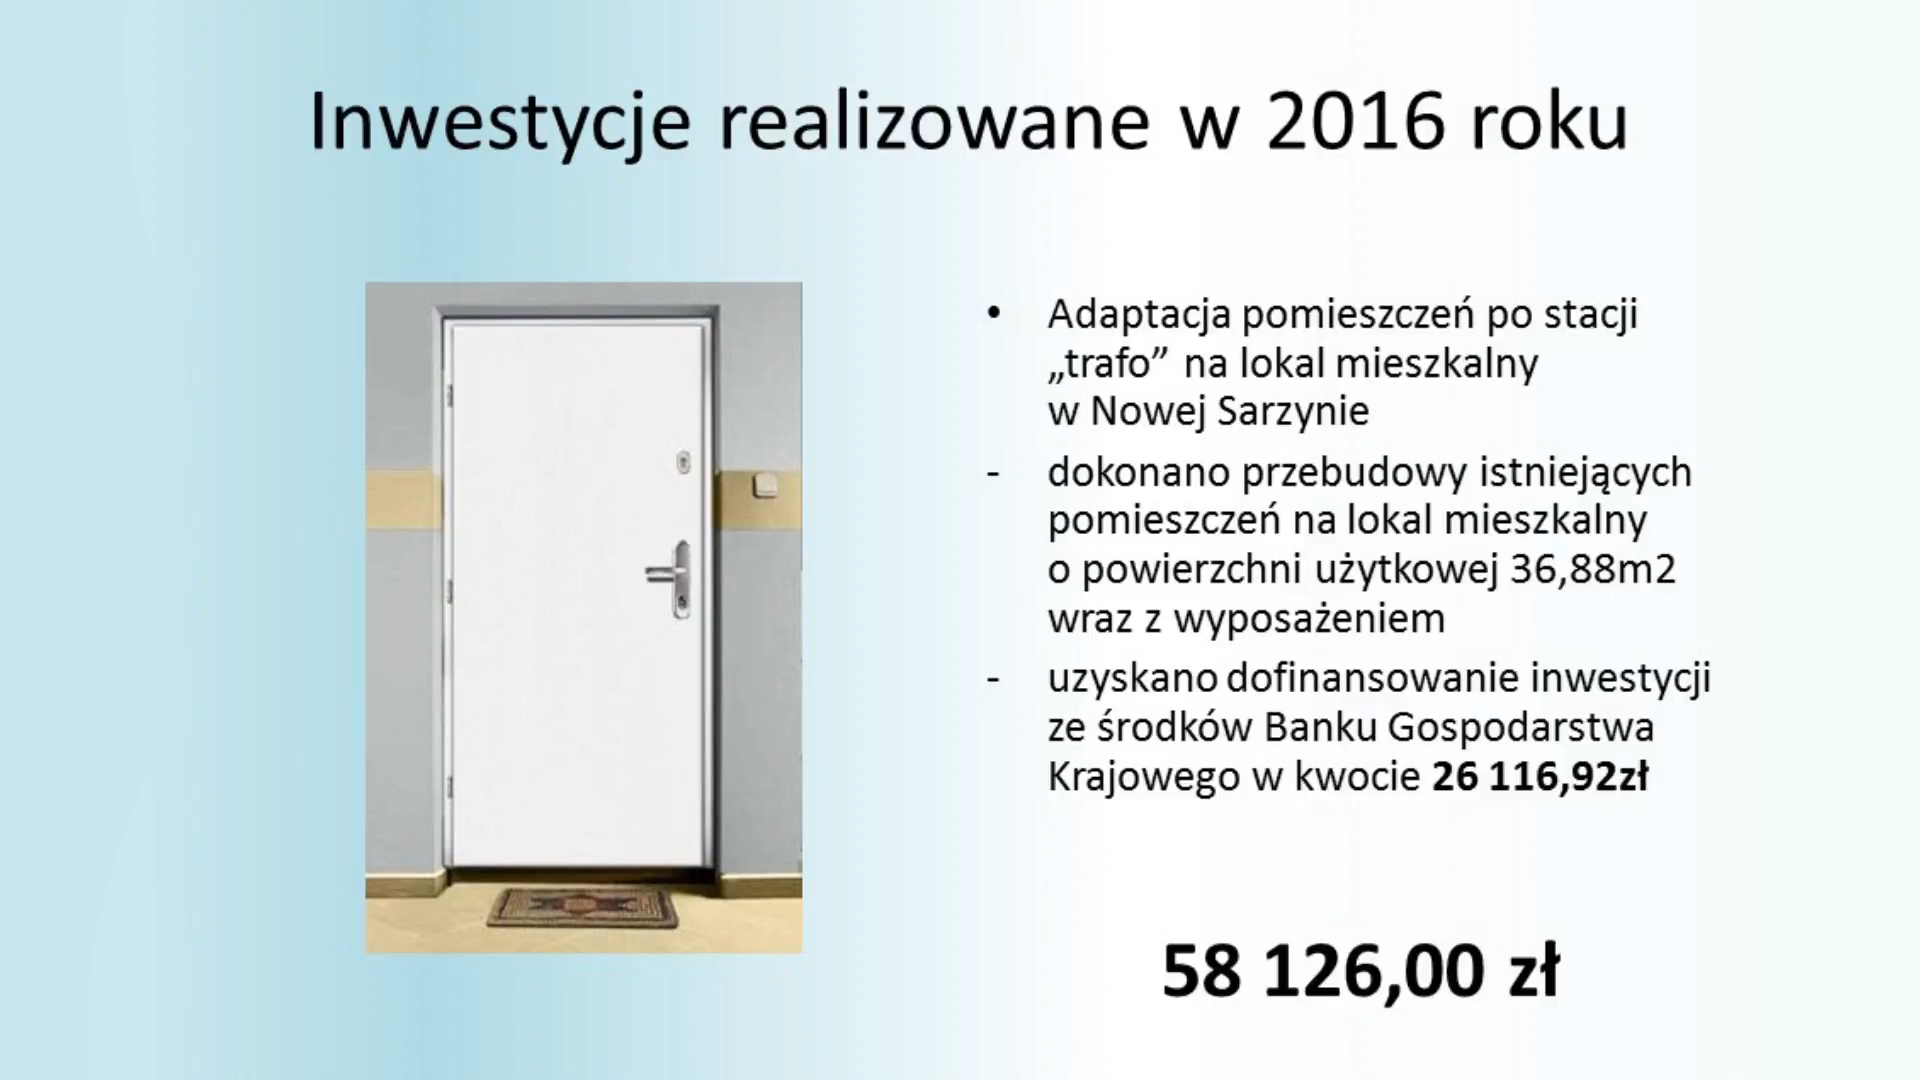 Inwestycje realizowane w 2016 roku
• Adaptacja pomieszczeń po stacji
„trafo” na lokal mieszkalny
w Nowej Sarzynie
- dokonano przebudowy istniejących
pomieszczeń na lokal mieszkalny
o powierzchni użytkowej 36,88m2
wraz z wyposażeniem
- uzyskano dofinansowanie inwestycji
ze środków Banku Gospodarstwa
Krajowego w kwocie 26 116,92zł
58 126,00 zł